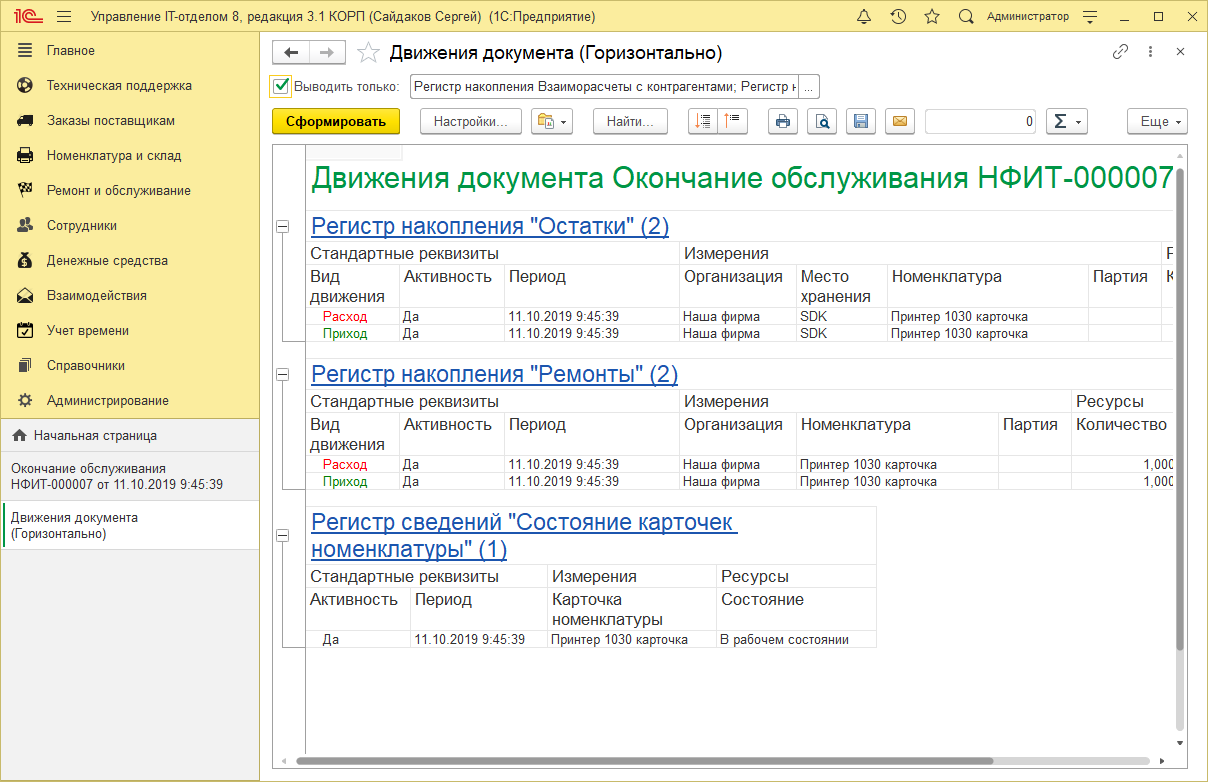 1С Управление IT-отделом 8, редакция 3.1 КОРП (Сайдаков Сергей) (1С:Предприятие) Администратор
Главное
Техническая поддержка
Заказы поставщикам
Номенклатура и склад
Ремонт и обслуживание
Сотрудники
Денежные средства
Взаимодействия
Учет времени
Справочники
Администрирование
Начальная страница
Окончание обслуживания
НФИТ-000007 от 11.10.2019 9:45:39
Движения документа
(Горизонтально)
Движения документа (Горизонтально)
Выводить только: Регистр накопления Взаиморасчеты с контрагентами; Регистр н ...
Сформировать Настройки... Найти... 0 Σ Еще
Движения документа Окончание обслуживания НФИТ-000007
Регистр накопления "Остатки" (2)
Стандартные реквизиты Измерения
Вид движения Активность Период Организация Место хранения Номенклатура Партия
Расход Да 11.10.2019 9:45:39 Наша фирма SDK Принтер 1030 карточка
Приход Да 11.10.2019 9:45:39 Наша фирма SDK Принтер 1030 карточка
Регистр накопления "Ремонты" (2)
Стандартные реквизиты Измерения Ресурсы
Вид движения Активность Период Организация Номенклатура Партия Количество
Расход Да 11.10.2019 9:45:39 Наша фирма Принтер 1030 карточка 1,000
Приход Да 11.10.2019 9:45:39 Наша фирма Принтер 1030 карточка 1,000
Регистр сведений "Состояние карточек
номенклатуры" (1)
Стандартные реквизиты Измерения Ресурсы
Активность Период Карточка номенклатуры Состояние
Да 11.10.2019 9:45:39 Принтер 1030 карточка В рабочем состоянии